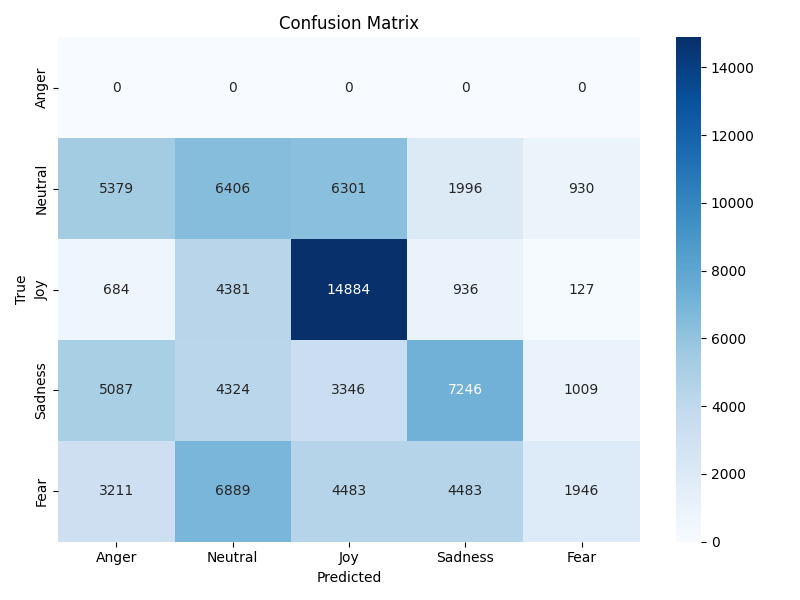 Confusion Matrix
True
Anger 0 0 0 0 0
Neutral 5379 6406 6301 1996 930
Joy 684 4381 14884 936 127
Sadness 5087 4324 3346 7246 1009
Fear 3211 6889 4483 4483 1946
Anger Neutral Joy Sadness Fear
Predicted
14000
12000
10000
8000
6000
4000
2000
0